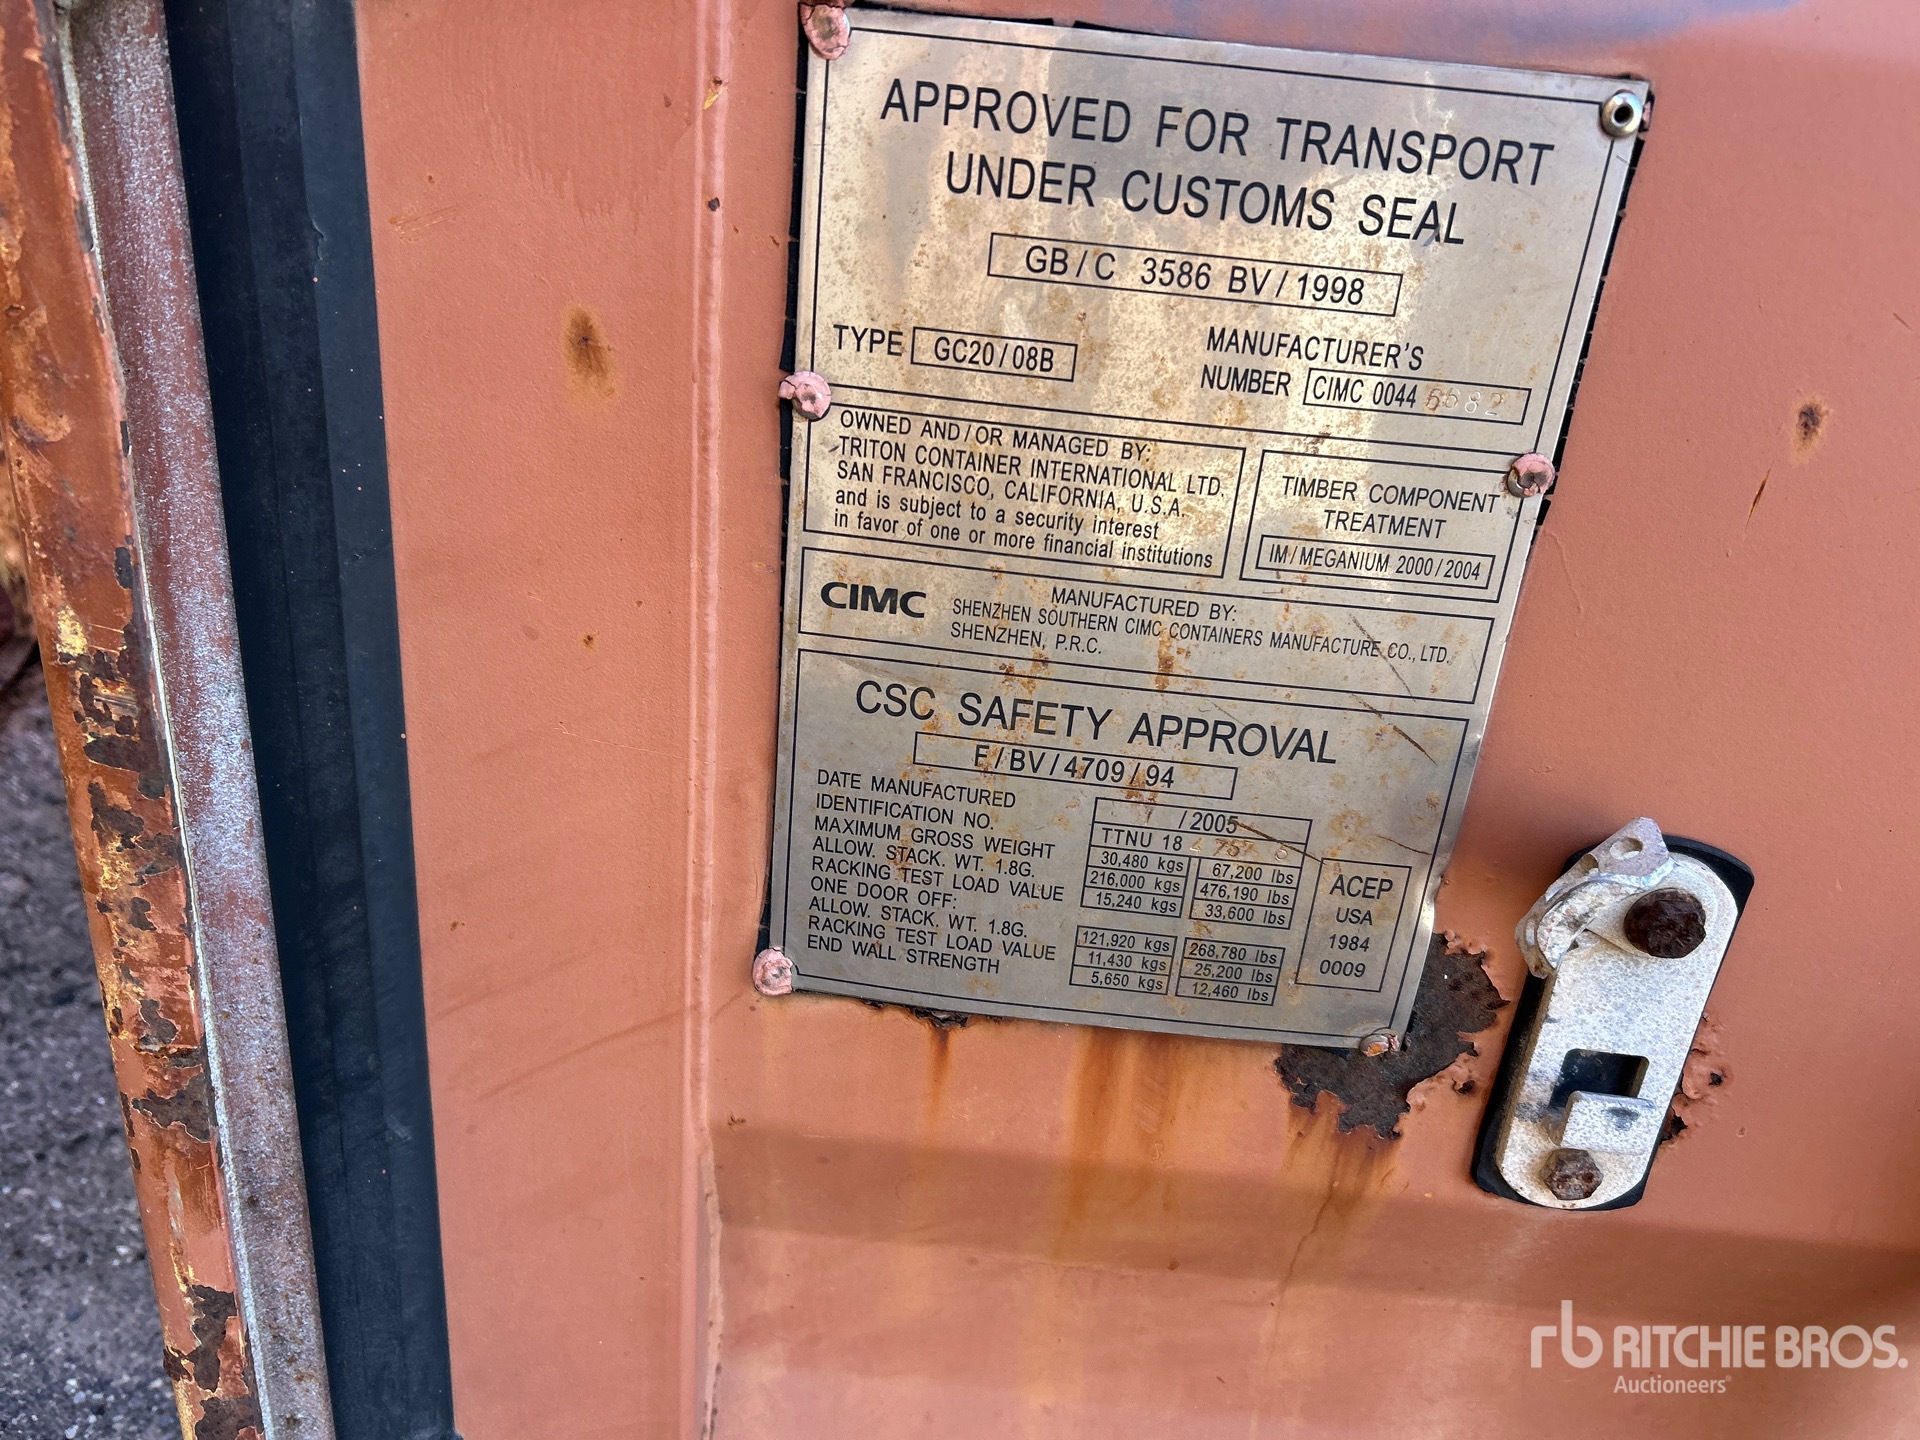 APPROVED FOR TRANSPORT
UNDER CUSTOMS SEAL
GB/C 3586 BV/1998
TYPE GC20/08B
MANUFACTURER'S
NUMBER CIMC 0044
OWNED AND/OR MANAGED BY:
TRITON CONTAINER INTERNATIONAL LTD.
SAN FRANCISCO, CALIFORNIA, U.S.A.
and is subject to a security interest
in favor of one or more financial institutions
TIMBER COMPONENT
TREATMENT
IM/MEGANIUM 2000/2004
CIMC
MANUFACTURED BY:
SHENZHEN SOUTHERN CIMC CONTAINERS MANUFACTURE CO., LTD.
SHENZHEN, P.R.C.
CSC SAFETY APPROVAL
F/BV/4709/94
DATE MANUFACTURED /2005
IDENTIFICATION NO. TTNU 18
MAXIMUM GROSS WEIGHT 30,480 kgs 67,200 lbs
ALLOW. STACK. WT. 1.8G. 216,000 kgs 476,190 lbs
RACKING TEST LOAD VALUE 15,240 kgs 33,600 lbs
ONE DOOR OFF:
ALLOW. STACK. WT. 1.8G. 121,920 kgs 268,780 lbs
RACKING TEST LOAD VALUE 11,430 kgs 25,200 lbs
END WALL STRENGTH 5,650 kgs 12,460 lbs
ACEP
USA
1984
0009
rb RITCHIE BROS.
Auctioneers